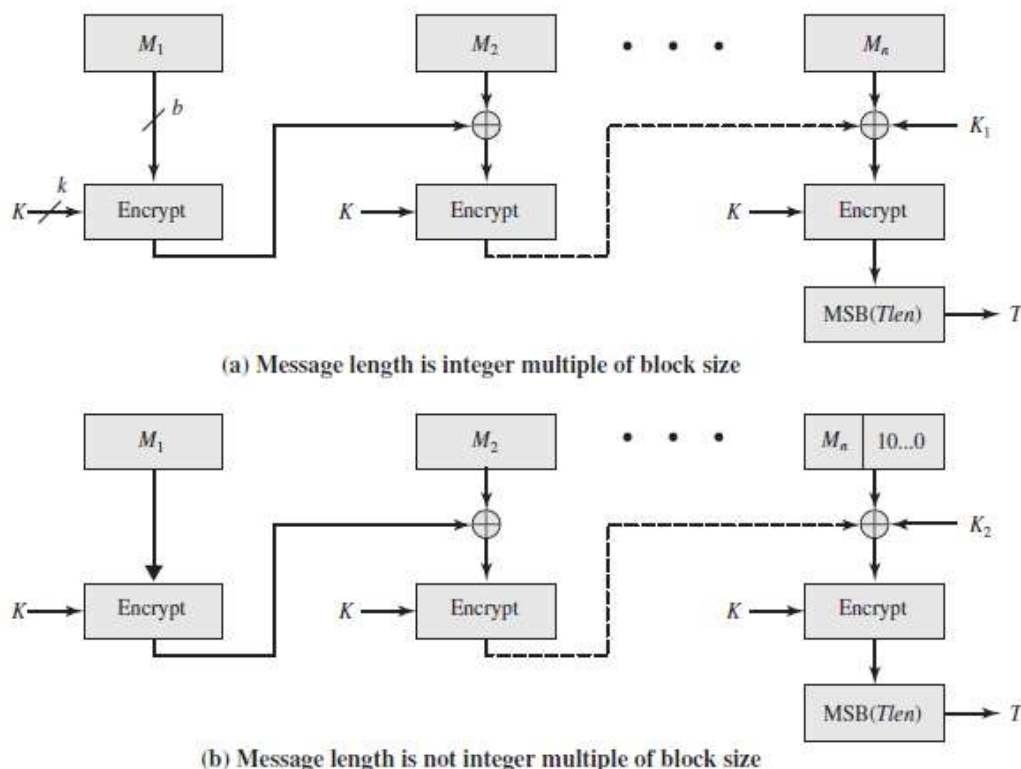 M₁ M₂ • • • Mₙ
b
K₁
k
K Encrypt K Encrypt K Encrypt
MSB(Tlen) T
(a) Message length is integer multiple of block size
M₁ M₂ • • • Mₙ 10...0
K₂
K Encrypt K Encrypt K Encrypt
MSB(Tlen) T
(b) Message length is not integer multiple of block size